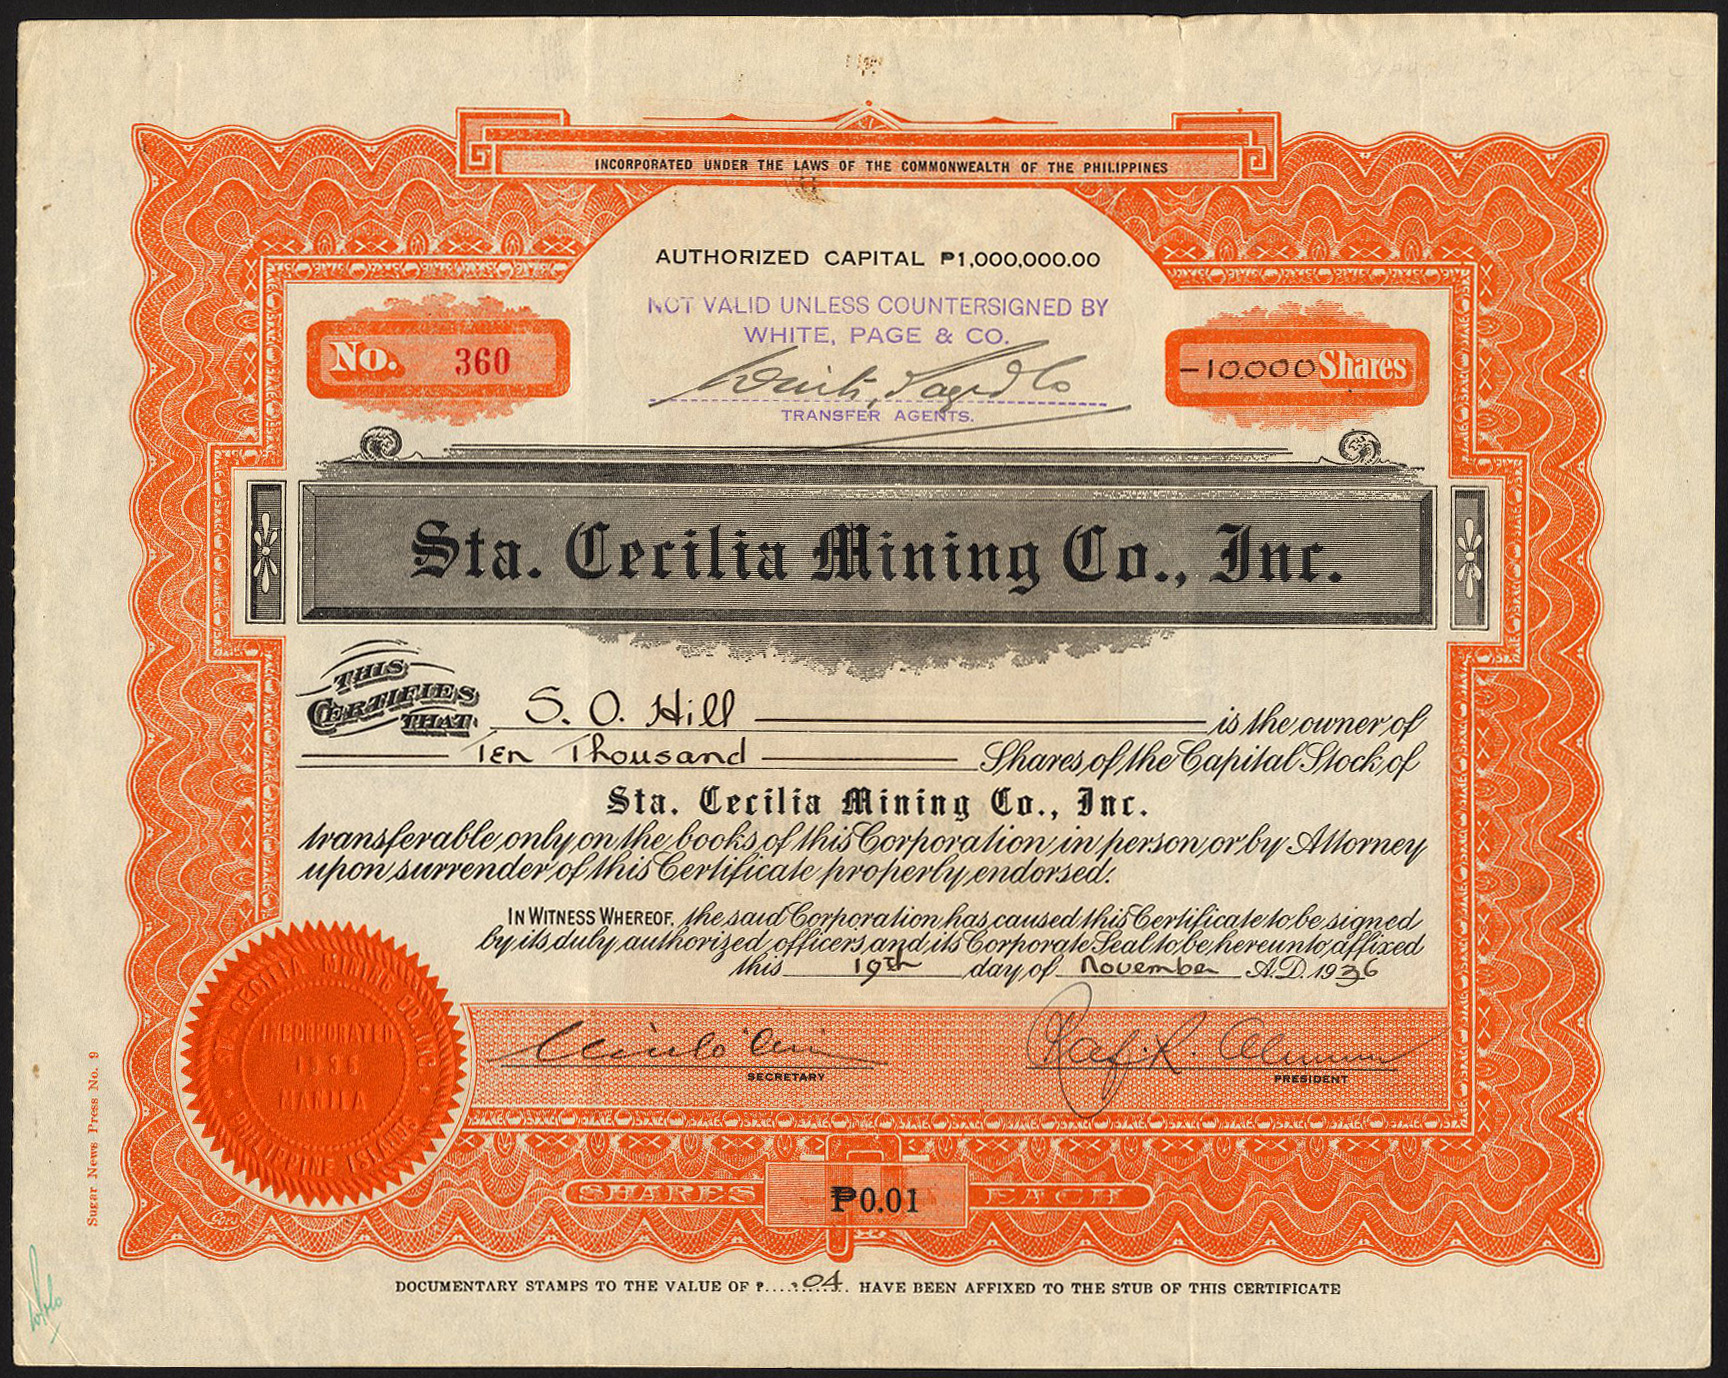 INCORPORATED UNDER THE LAWS OF THE COMMONWEALTH OF THE PHILIPPINES
AUTHORIZED CAPITAL ₱1,000,000.00
NOT VALID UNLESS COUNTERSIGNED BY
WHITE, PAGE & CO.
White, Page & Co
TRANSFER AGENTS.
No. 360
-10.000 Shares
Sta. Cecilia Mining Co., Inc.
THIS CERTIFIES THAT S. O. Hill is the owner of
Ten Thousand Shares of the Capital Stock of
Sta. Cecilia Mining Co., Inc.
transferable only on the books of this Corporation in person or by Attorney
upon surrender of this Certificate properly endorsed.
IN WITNESS WHEREOF, the said Corporation has caused this Certificate to be signed
by its duly authorized officers and its Corporate Seal to be hereunto affixed
this 19th day of November A.D. 1936
STA. CECILIA MINING CO., INC.
INCORPORATED
1936
MANILA
PHILIPPINE ISLANDS
SECRETARY
Raf. R.
PRESIDENT
SHARES ₱0.01 EACH
Goes
DOCUMENTARY STAMPS TO THE VALUE OF ₱ .04 HAVE BEEN AFFIXED TO THE STUB OF THIS CERTIFICATE
Sugar News Press No. 9